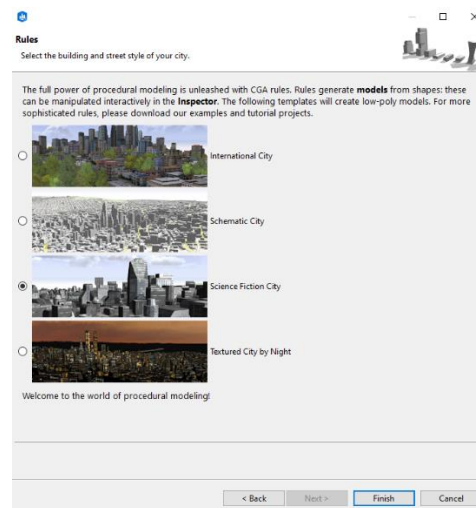 Rules
Select the building and street style of your city.
The full power of procedural modeling is unleashed with CGA rules. Rules generate models from shapes: these
can be manipulated interactively in the Inspector. The following templates will create low-poly models. For more
sophisticated rules, please download our examples and tutorial projects.
International City
Schematic City
Science Fiction City
Textured City by Night
Welcome to the world of procedural modeling!
< Back Next > Finish Cancel